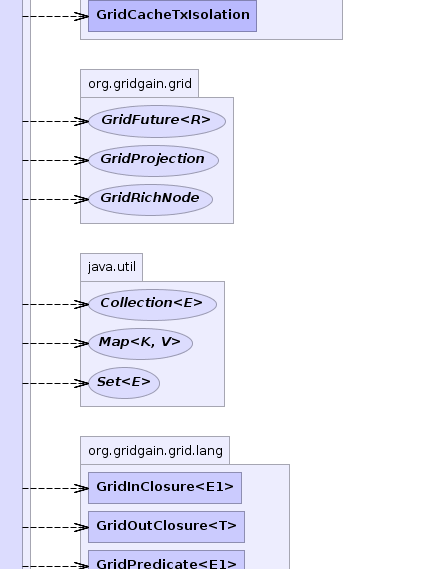 GridCacheTxIsolation
org.gridgain.grid
GridFuture<R>
GridProjection
GridRichNode
java.util
Collection<E>
Map<K, V>
Set<E>
org.gridgain.grid.lang
GridInClosure<E1>
GridOutClosure<T>
GridPredicate<E1>